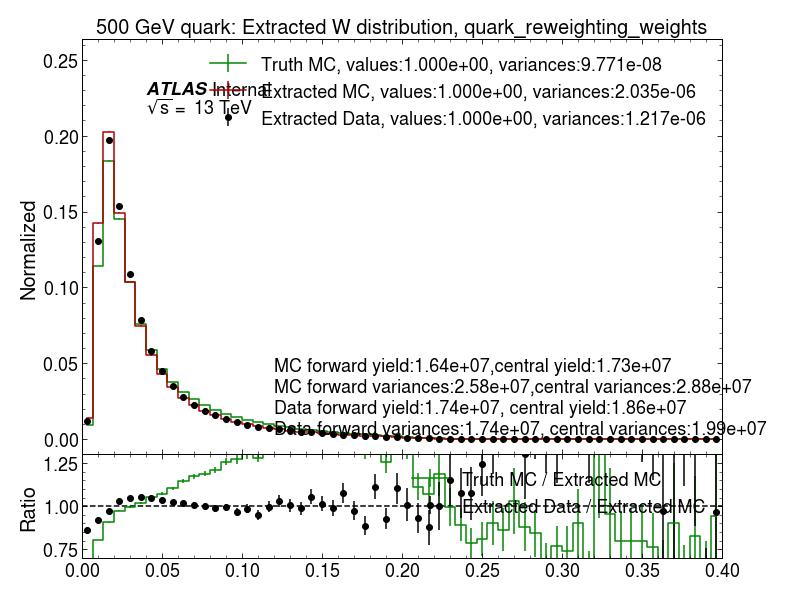 500 GeV quark: Extracted W distribution, quark_reweighting_weights
Truth MC, values:1.000e+00, variances:9.771e-08
ATLAS Internal
Extracted MC, values:1.000e+00, variances:2.035e-06
√s = 13 TeV
Extracted Data, values:1.000e+00, variances:1.217e-06
Normalized
0.25
0.20
0.15
0.10
0.05
0.00
MC forward yield:1.64e+07,central yield:1.73e+07
MC forward variances:2.58e+07,central variances:2.88e+07
Data forward yield:1.74e+07, central yield:1.86e+07
Data forward variances:1.74e+07, central variances:1.99e+07
Ratio
1.25
1.00
0.75
Truth MC / Extracted MC
Extracted Data / Extracted MC
0.00 0.05 0.10 0.15 0.20 0.25 0.30 0.35 0.40